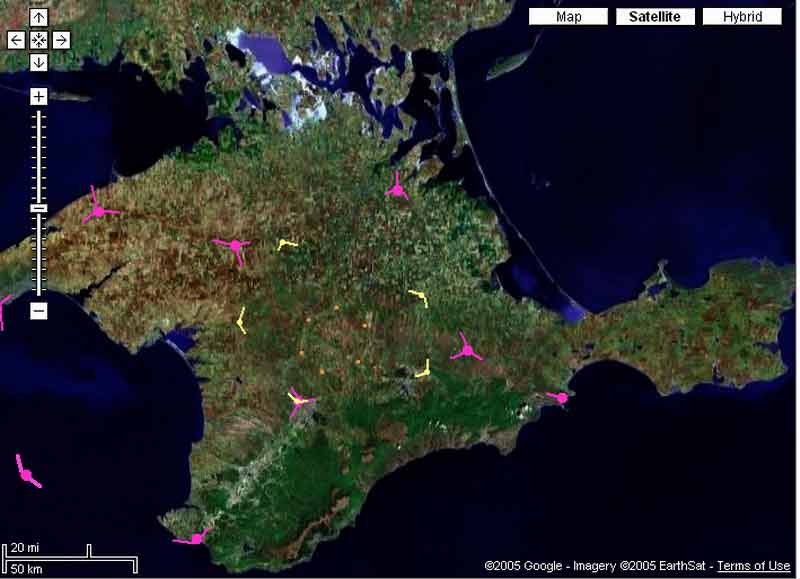 Map
Satellite
Hybrid
20 mi
50 km
©2005 Google - Imagery ©2005 EarthSat - Terms of Use